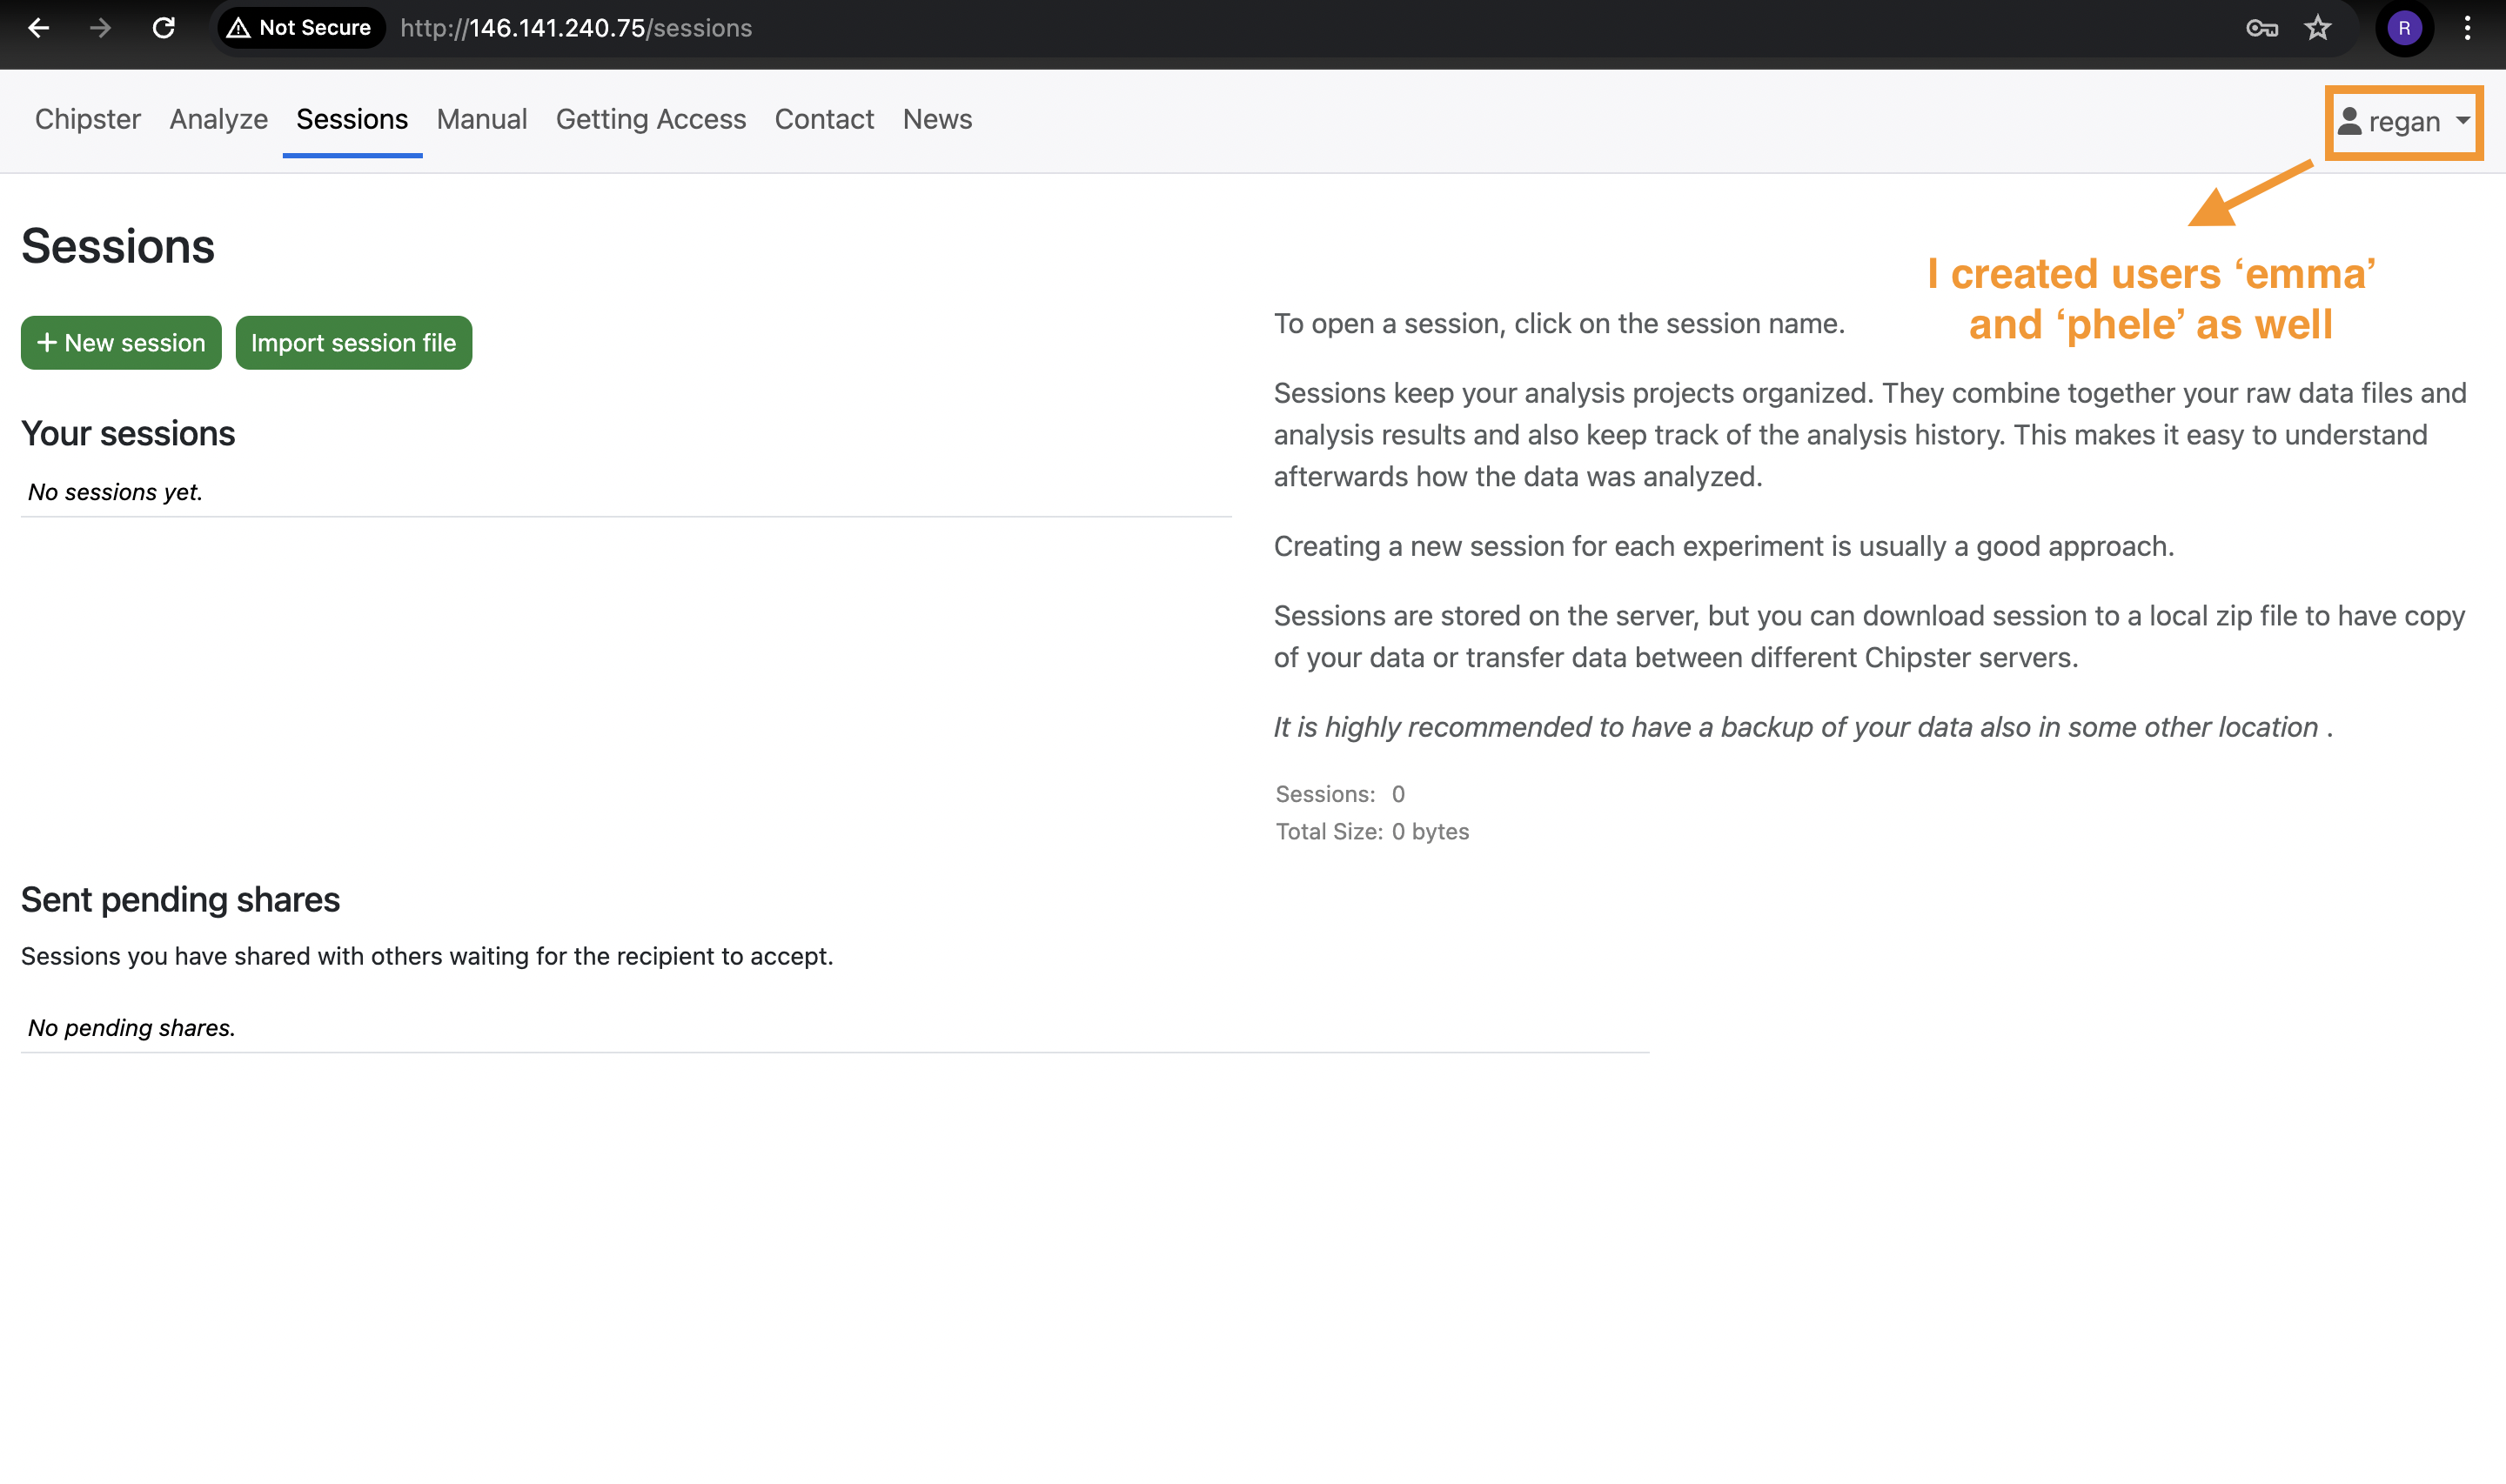 Not Secure http://146.141.240.75/sessions R
Chipster Analyze Sessions Manual Getting Access Contact News regan
Sessions
I created users ‘emma’
and ‘phele’ as well
+ New session Import session file
To open a session, click on the session name.
Sessions keep your analysis projects organized. They combine together your raw data files and
analysis results and also keep track of the analysis history. This makes it easy to understand
afterwards how the data was analyzed.
Your sessions
No sessions yet.
Creating a new session for each experiment is usually a good approach.
Sessions are stored on the server, but you can download session to a local zip file to have copy
of your data or transfer data between different Chipster servers.
It is highly recommended to have a backup of your data also in some other location .
Sessions: 0
Total Size: 0 bytes
Sent pending shares
Sessions you have shared with others waiting for the recipient to accept.
No pending shares.